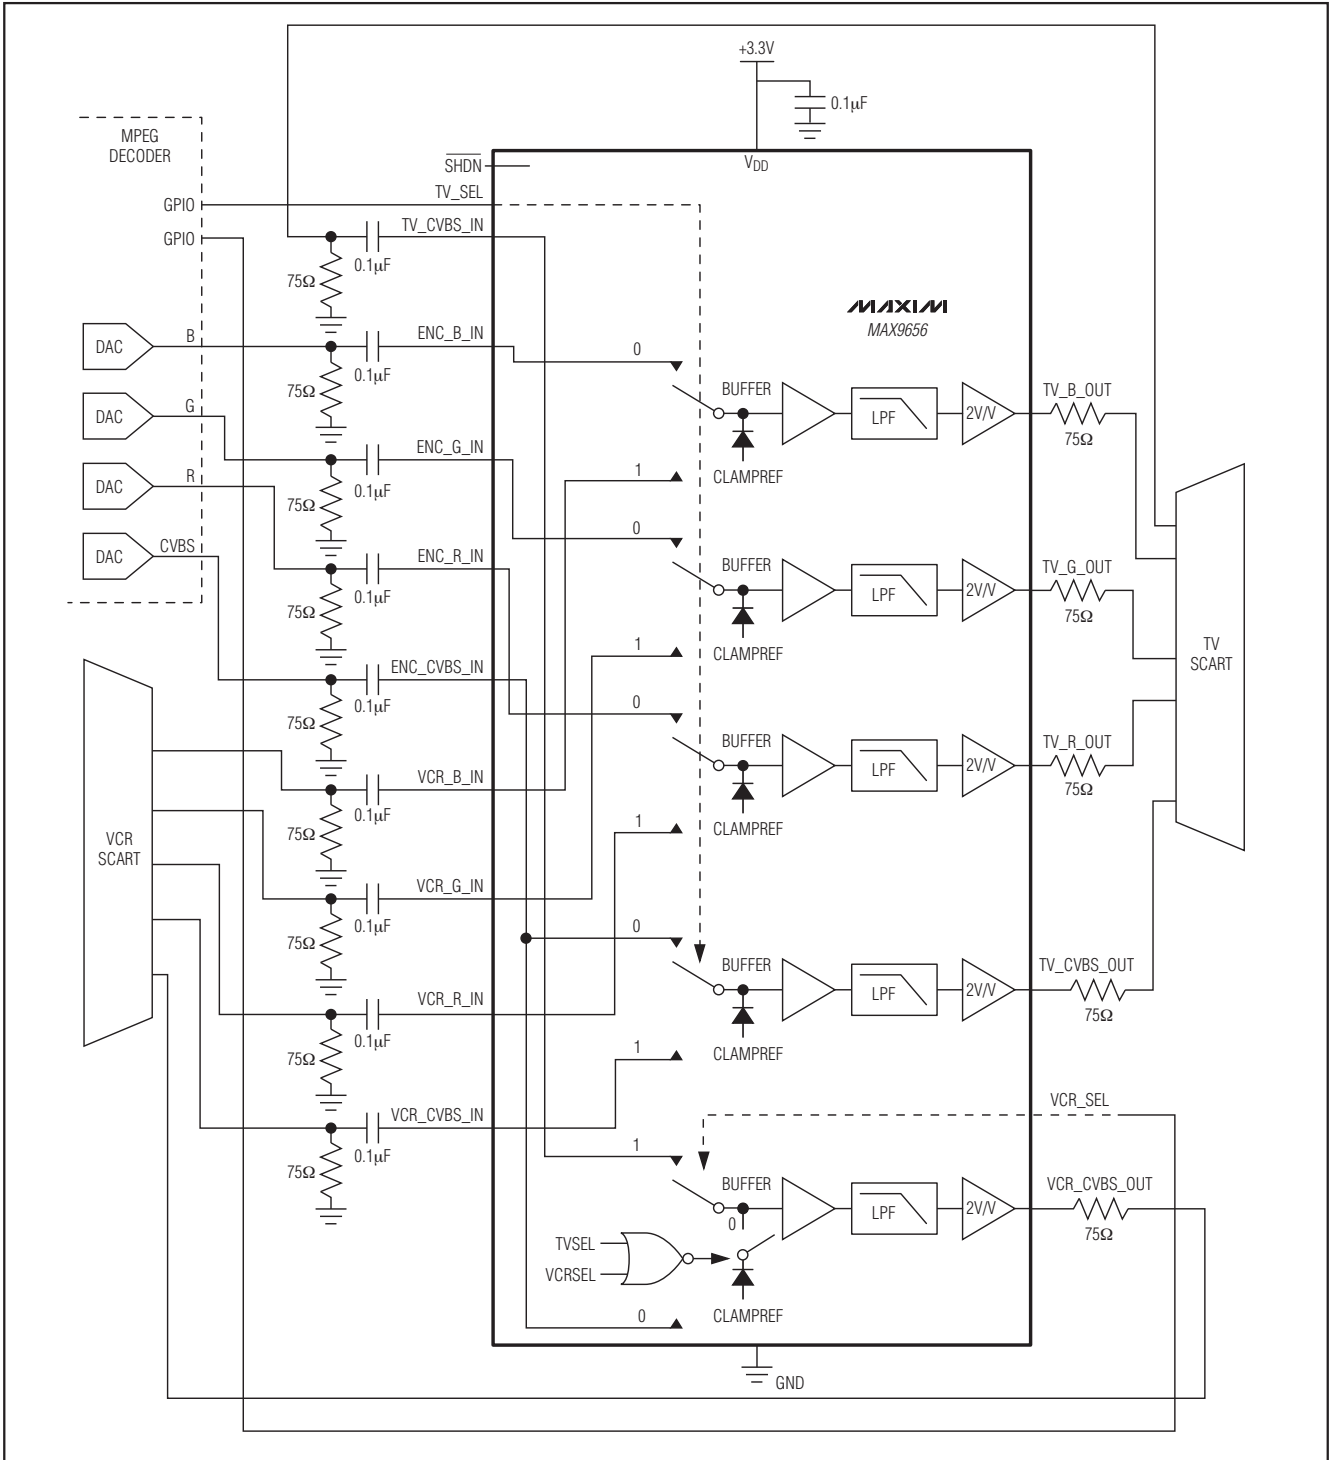 +3.3V
0.1µF
MPEG
DECODER
SHDN
VDD
TV_SEL
GPIO
TV_CVBS_IN
GPIO
0.1µF
75Ω
MAXIM
MAX9656
B
ENC_B_IN
0
DAC
0.1µF
75Ω
BUFFER
LPF
2V/V
TV_B_OUT
75Ω
G
DAC
ENC_G_IN
1
CLAMPREF
R
DAC
0.1µF
75Ω
0
CVBS
DAC
ENC_R_IN
BUFFER
LPF
2V/V
TV_G_OUT
75Ω
0.1µF
75Ω
1
CLAMPREF
TV
SCART
ENC_CVBS_IN
0
0.1µF
75Ω
BUFFER
LPF
2V/V
TV_R_OUT
75Ω
VCR_B_IN
0.1µF
75Ω
1
CLAMPREF
VCR
SCART
VCR_G_IN
0.1µF
75Ω
0
BUFFER
LPF
2V/V
TV_CVBS_OUT
75Ω
VCR_R_IN
0.1µF
75Ω
1
CLAMPREF
VCR_CVBS_IN
VCR_SEL
0.1µF
75Ω
1
BUFFER
LPF
2V/V
VCR_CVBS_OUT
75Ω
0
TVSEL
VCRSEL
0
CLAMPREF
GND